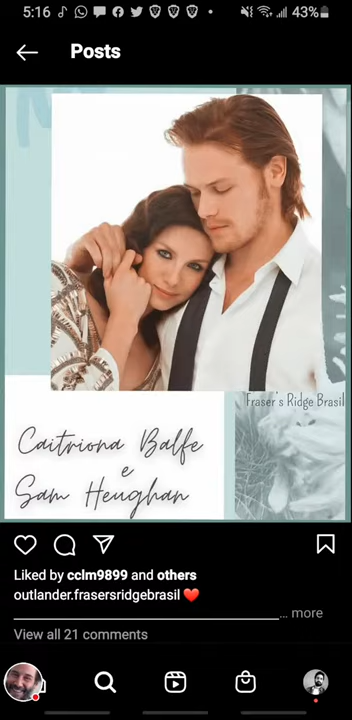 5:16
43%
Posts
Fraser's Ridge Brasil
Caitriona Balfe
e
Sam Heughan
Liked by cclm9899 and others
outlander.frasersridgebrasil ❤️
... more
View all 21 comments